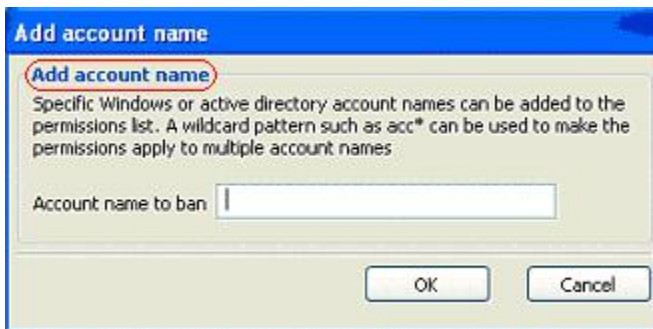 Add account name
Add account name
Specific Windows or active directory account names can be added to the
permissions list. A wildcard pattern such as acc* can be used to make the
permissions apply to multiple account names
Account name to ban
OK
Cancel